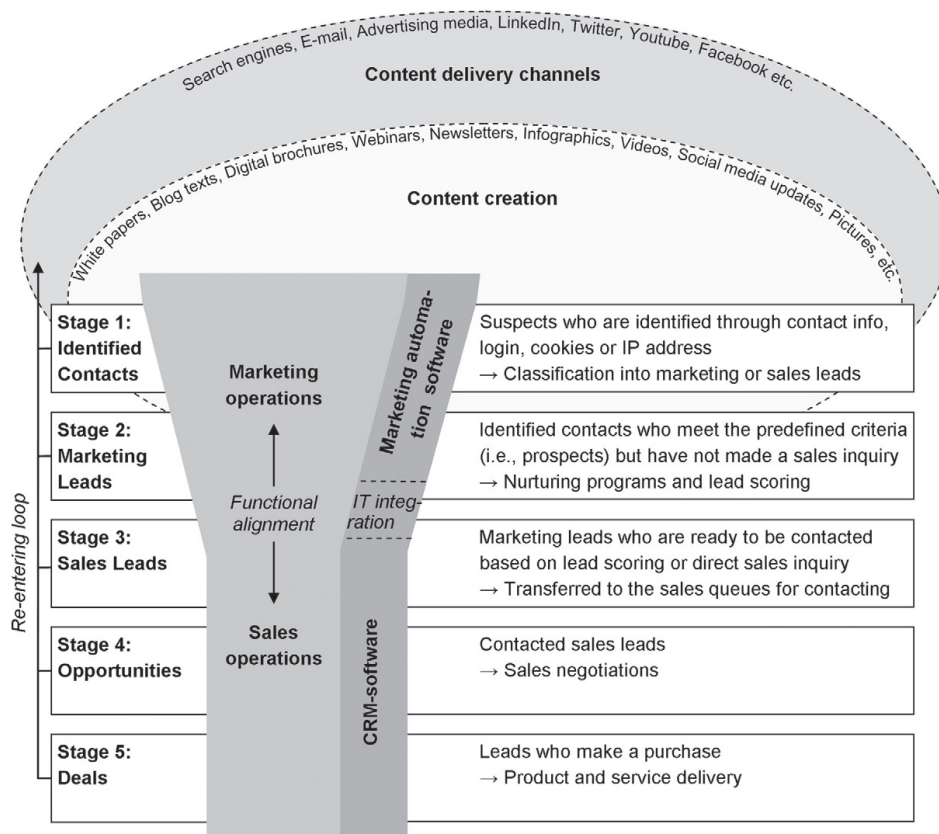 Search engines, E-mail, Advertising media, LinkedIn, Twitter, Youtube, Facebook etc.
Content delivery channels
White papers, Blog texts, Digital brochures, Webinars, Newsletters, Infographics, Videos, Social media updates, Pictures, etc.
Content creation
Re-entering loop
Stage 1:
Identified
Contacts
Marketing
operations
Marketing automa-
tion software
Suspects who are identified through contact info,
login, cookies or IP address
→ Classification into marketing or sales leads
Stage 2:
Marketing
Leads
Identified contacts who meet the predefined criteria
(i.e., prospects) but have not made a sales inquiry
→ Nurturing programs and lead scoring
Functional
alignment
IT integ-
ration
Stage 3:
Sales Leads
Marketing leads who are ready to be contacted
based on lead scoring or direct sales inquiry
→ Transferred to the sales queues for contacting
Sales
operations
CRM-software
Stage 4:
Opportunities
Contacted sales leads
→ Sales negotiations
Stage 5:
Deals
Leads who make a purchase
→ Product and service delivery